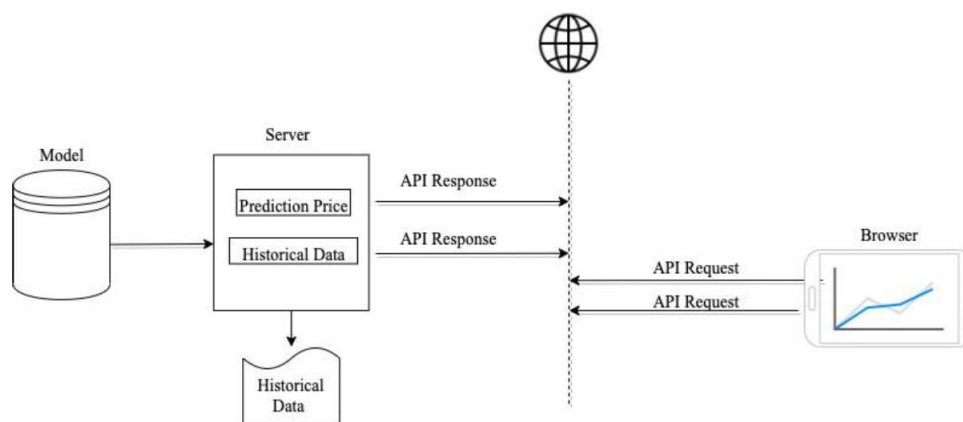 Server
Model
API Response
Prediction Price
API Response
Historical Data
Browser
API Request
API Request
Historical
Data